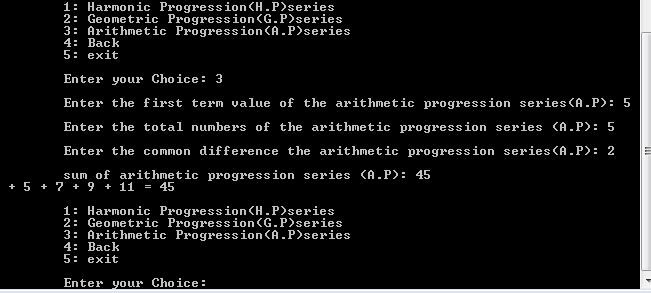 1: Harmonic Progression(H.P)series
2: Geometric Progression(G.P)series
3: Arithmetic Progression(A.P)series
4: Back
5: exit
Enter your Choice: 3
Enter the first term value of the arithmetic progression series(A.P): 5
Enter the total numbers of the arithmetic progression series (A.P): 5
Enter the common difference the arithmetic progression series(A.P): 2
sum of arithmetic progression series (A.P): 45
+ 5 + 7 + 9 + 11 = 45
1: Harmonic Progression(H.P)series
2: Geometric Progression(G.P)series
3: Arithmetic Progression(A.P)series
4: Back
5: exit
Enter your Choice: